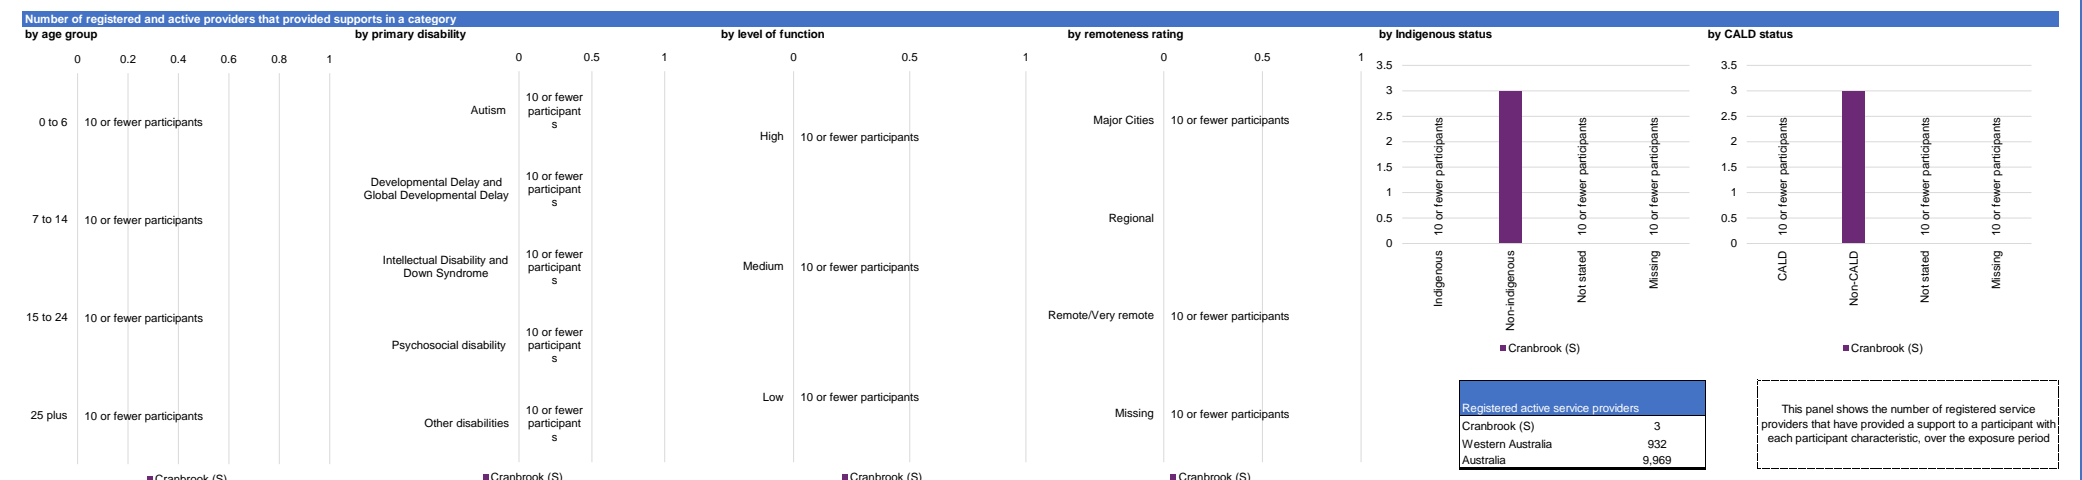 Number of registered and active providers that provided supports in a category
by age group
0 0.2 0.4 0.6 0.8 1
0 to 6 10 or fewer participants
7 to 14 10 or fewer participants
15 to 24 10 or fewer participants
25 plus 10 or fewer participants
Cranbrook (S)
by primary disability
0 0.5 1
Autism
10 or fewer
participant
s
Developmental Delay and
Global Developmental Delay
10 or fewer
participant
s
Intellectual Disability and
Down Syndrome
10 or fewer
participant
s
Psychosocial disability
10 or fewer
participant
s
Other disabilities
10 or fewer
participant
s
Cranbrook (S)
by level of function
0 0.5 1
High 10 or fewer participants
Medium 10 or fewer participants
Low 10 or fewer participants
Cranbrook (S)
by remoteness rating
0 0.5 1
Major Cities 10 or fewer participants
Regional
Remote/Very remote 10 or fewer participants
Missing 10 or fewer participants
Cranbrook (S)
by Indigenous status
3.5
3
2.5
2
1.5
1
0.5
0
10 or fewer participants
10 or fewer participants
10 or fewer participants
Indigenous
Non-indigenous
Not stated
Missing
Cranbrook (S)
by CALD status
3.5
3
2.5
2
1.5
1
0.5
0
10 or fewer participants
10 or fewer participants
10 or fewer participants
CALD
Non-CALD
Not stated
Missing
Cranbrook (S)
Registered active service providers
Cranbrook (S) 3
Western Australia 932
Australia 9,969
This panel shows the number of registered service
providers that have provided a support to a participant with
each participant characteristic, over the exposure period